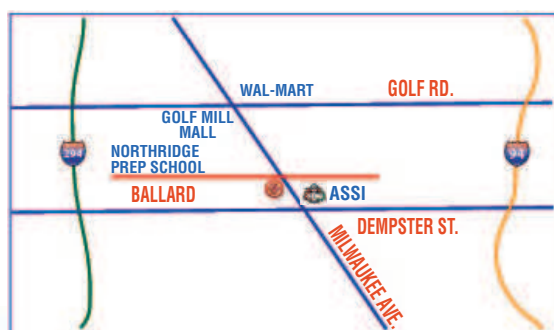 WAL-MART
GOLF RD.
GOLF MILL
MALL
NORTHRIDGE
PREP SCHOOL
294
94
BALLARD
ASSI
DEMPSTER ST.
MILWAUKEE AVE.